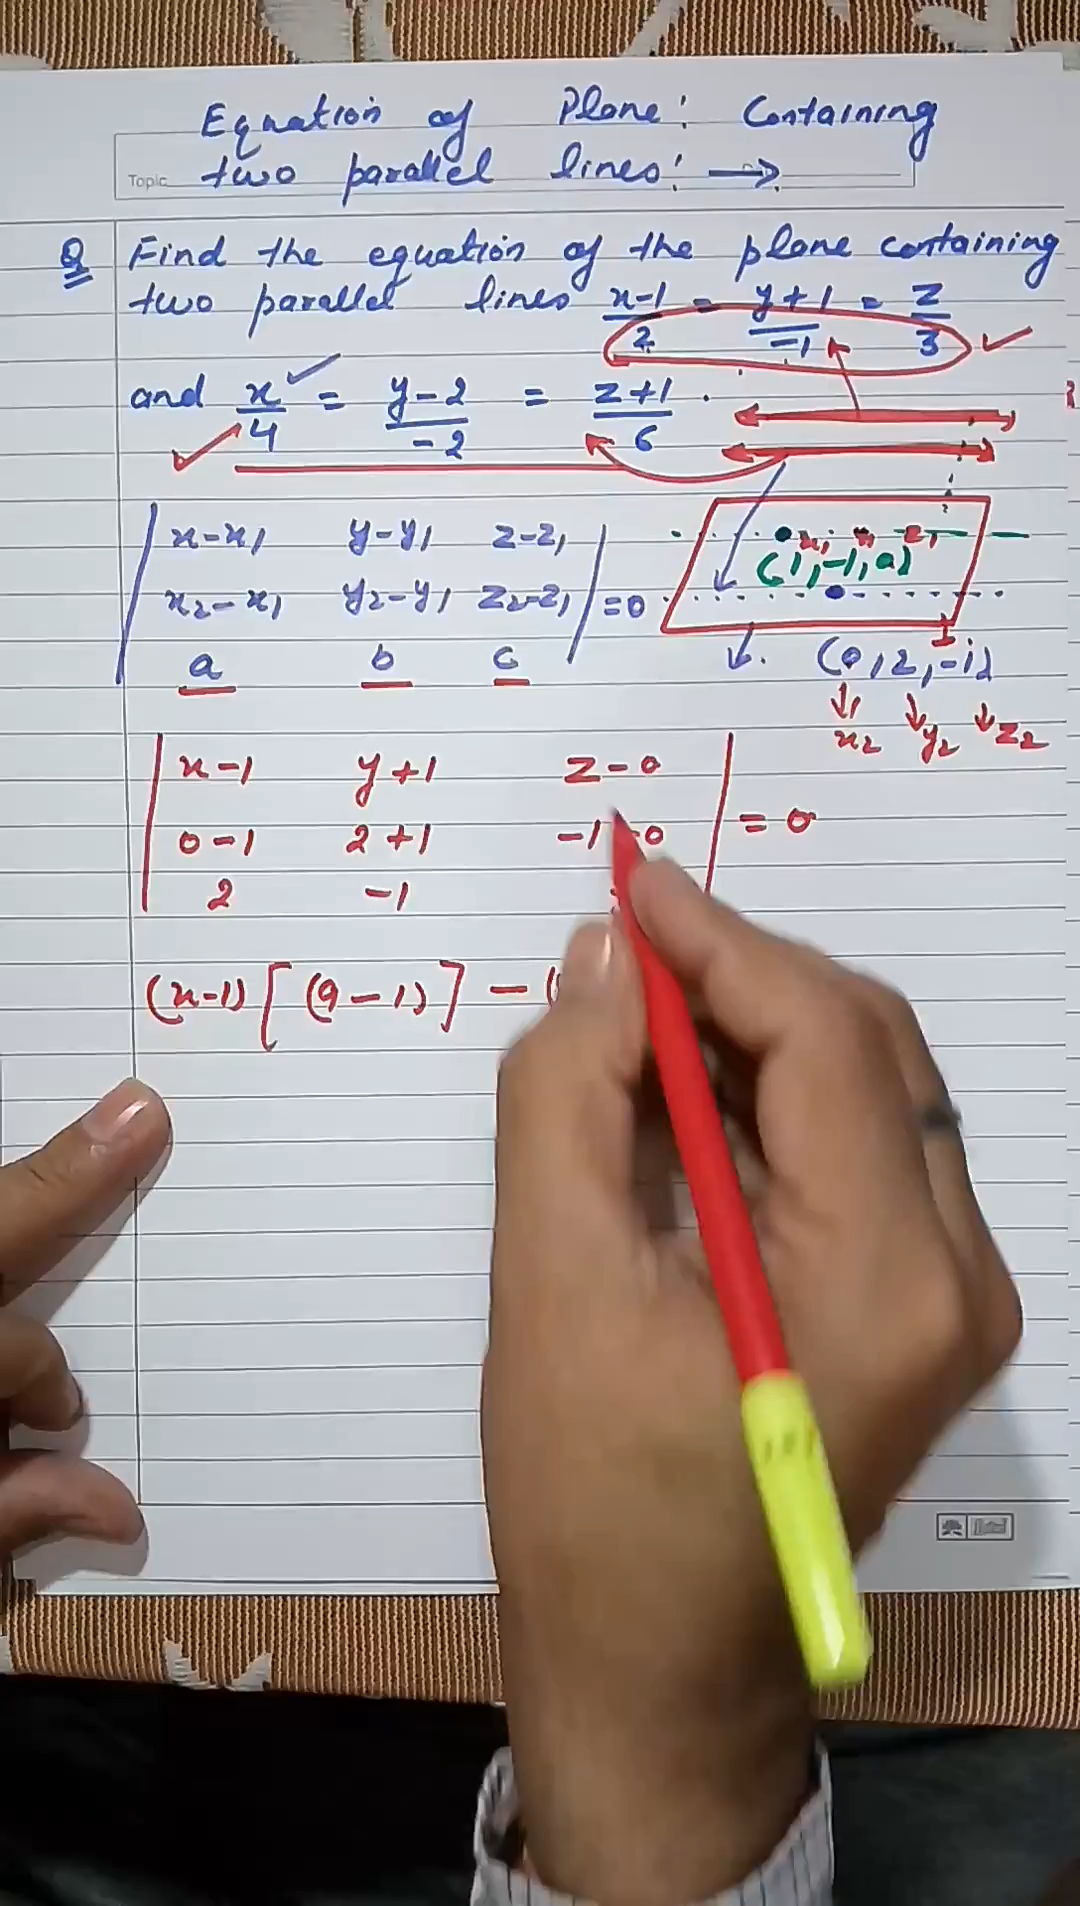 Equation of Plane: Containing
Topic two parallel lines: →
Q Find the equation of the plane containing
two parallel lines x-1/2 = y+1/-1 = z/3
and x/4 = y-2/-2 = z+1/6 .
| x-x₁ y-y₁ z-z₁ |
| x₂-x₁ y₂-y₁ z₂-z₁ | = 0
| a b c |
x₁ z₁
(1,-1,0)
(0,2,-1)
x₂ y₂ z₂
| x-1 y+1 z-0 |
| 0-1 2+1 -1-0 | = 0
| 2 -1
(x-1) [ (9-1) ] - (